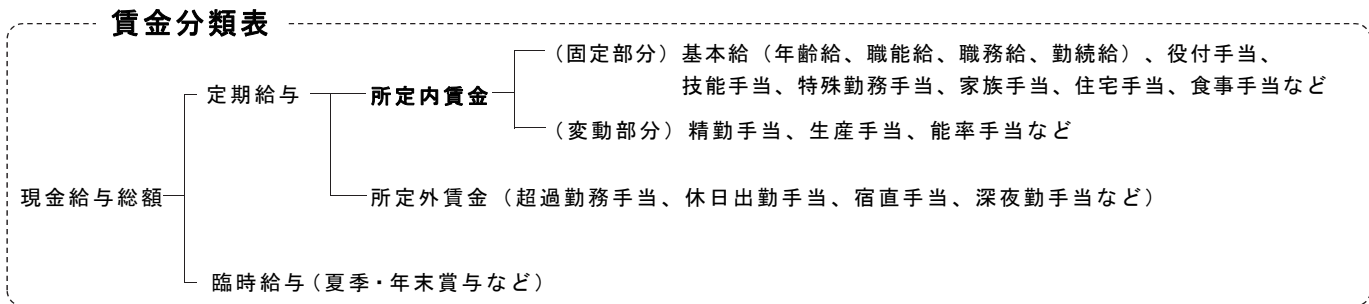 賃金分類表
(固定部分)基本給(年齢給、職能給、職務給、勤続給)、役付手当、
技能手当、特殊勤務手当、家族手当、住宅手当、食事手当など
定期給与
所定内賃金
(変動部分)精勤手当、生産手当、能率手当など
現金給与総額
所定外賃金(超過勤務手当、休日出勤手当、宿直手当、深夜勤手当など)
臨時給与(夏季・年末賞与など)